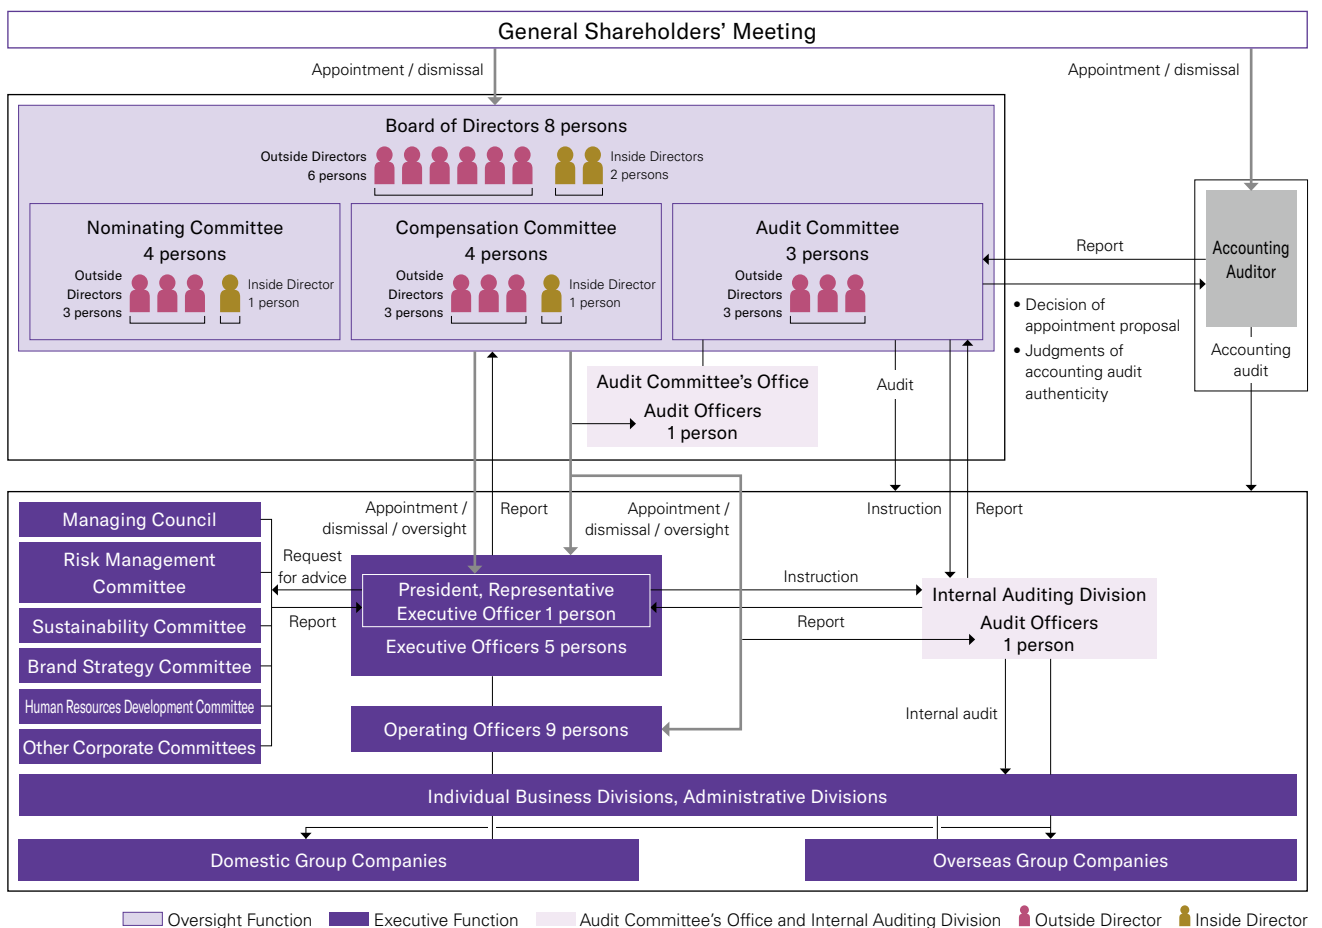 General Shareholders’ Meeting
Appointment / dismissal
Appointment / dismissal
Board of Directors 8 persons
Outside Directors
6 persons
Inside Directors
2 persons
Nominating Committee
4 persons
Outside
Directors
3 persons
Inside Director
1 person
Compensation Committee
4 persons
Outside
Directors
3 persons
Inside Director
1 person
Audit Committee
3 persons
Outside
Directors
3 persons
Report
Accounting
Auditor
• Decision of
appointment proposal
• Judgments of
accounting audit
authenticity
Accounting
audit
Audit Committee’s Office
Audit Officers
1 person
Audit
Managing Council
Risk Management
Committee
Sustainability Committee
Brand Strategy Committee
Human Resources Development Committee
Other Corporate Committees
Request
for advice
Report
Appointment /
dismissal / oversight
Report
Appointment /
dismissal / oversight
Instruction
Report
President, Representative
Executive Officer 1 person
Executive Officers 5 persons
Instruction
Report
Internal Auditing Division
Audit Officers
1 person
Operating Officers 9 persons
Internal audit
Individual Business Divisions, Administrative Divisions
Domestic Group Companies
Overseas Group Companies
Oversight Function
Executive Function
Audit Committee’s Office and Internal Auditing Division
Outside Director
Inside Director